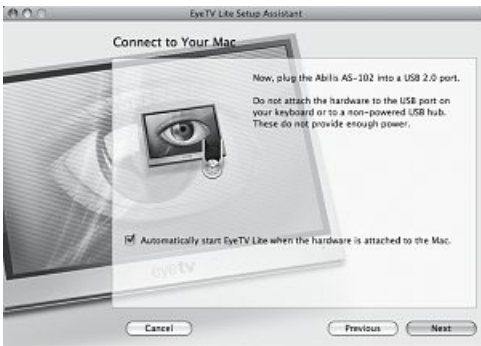 EyeTV Lite Setup Assistant
Connect to Your Mac
Now, plug the Abilis AS-102 into a USB 2.0 port.
Do not attach the hardware to the USB port on
your keyboard or to a non-powered USB hub.
These do not provide enough power.
Automatically start EyeTV Lite when the hardware is attached to the Mac.
eyetv
Cancel
Previous
Next